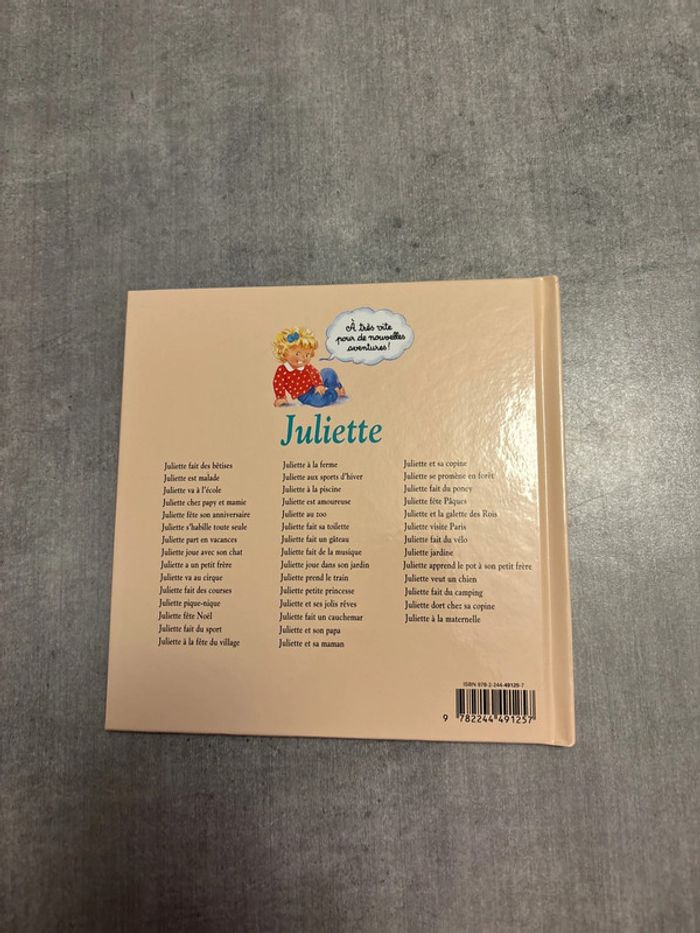 À très vite
pour de nouvelles
aventures !
Juliette
Juliette fait des bêtises
Juliette est malade
Juliette va à l'école
Juliette chez papy et mamie
Juliette fête son anniversaire
Juliette s'habille toute seule
Juliette part en vacances
Juliette joue avec son chat
Juliette a un petit frère
Juliette va au cirque
Juliette fait des courses
Juliette pique-nique
Juliette fête Noël
Juliette fait du sport
Juliette à la fête du village
Juliette à la ferme
Juliette aux sports d'hiver
Juliette à la piscine
Juliette est amoureuse
Juliette au zoo
Juliette fait sa toilette
Juliette fait un gâteau
Juliette fait de la musique
Juliette joue dans son jardin
Juliette prend le train
Juliette petite princesse
Juliette et ses jolis rêves
Juliette fait un cauchemar
Juliette et son papa
Juliette et sa maman
Juliette et sa copine
Juliette se promène en forêt
Juliette fait du poney
Juliette fête Pâques
Juliette et la galette des Rois
Juliette visite Paris
Juliette fait du vélo
Juliette jardine
Juliette apprend le pot à son petit frère
Juliette veut un chien
Juliette fait du camping
Juliette dort chez sa copine
Juliette à la maternelle
ISBN 978-2-244-49125-7
9 782244 491257